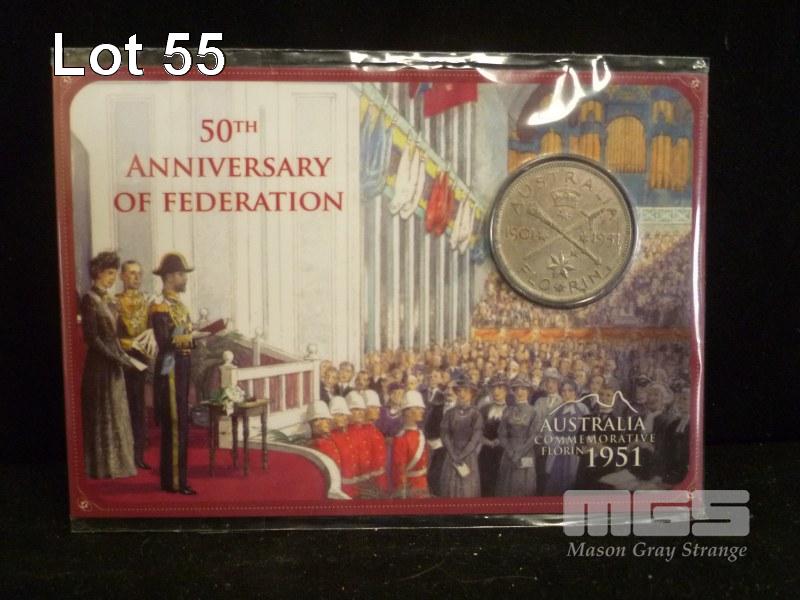 Lot 55
50TH
ANNIVERSARY
OF FEDERATION
AUSTRALIA
1901 1951
FLORIN
AUSTRALIA
COMMEMORATIVE
FLORIN 1951
MGS
Mason Gray Strange